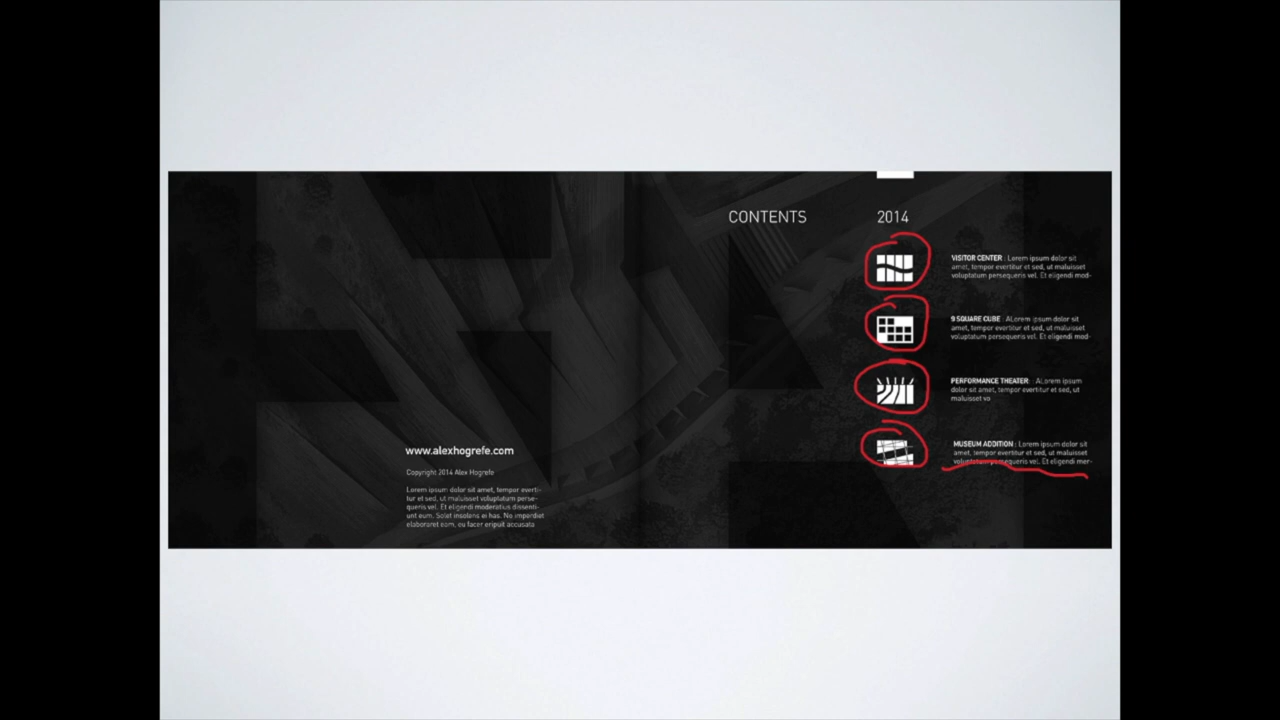 CONTENTS
2014
VISITOR CENTER : Lorem ipsum dolor sit
amet, tempor evertitur et sed, ut maluisset
voluptatum persequeris vel. Et eligendi mod-
9 SQUARE CUBE : ALorem ipsum dolor sit
amet, tempor evertitur et sed, ut maluisset
voluptatum persequeris vel. Et eligendi mod-
PERFORMANCE THEATER : ALorem ipsum
dolor sit amet, tempor evertitur et sed, ut
maluisset vo
MUSEUM ADDITION : Lorem ipsum dolor sit
amet, tempor evertitur et sed, ut maluisset
voluptatum persequeris vel. Et eligendi mer-
www.alexhogrefe.com
Copyright 2014 Alex Hogrefe
Lorem ipsum dolor sit amet, tempor everti-
tur et sed, ut maluisset voluptatum perse-
queris vel. Et eligendi moderatius dissenti-
unt eum. Solet insolens ei has. No imperdiet
elaboraret eam, eu facer eripuit accusata